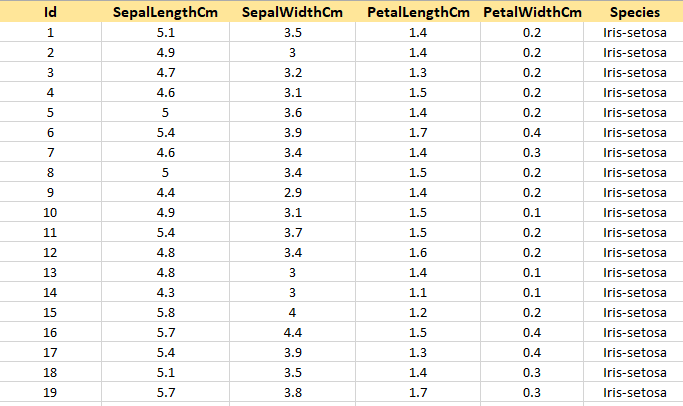 Id SepalLengthCm SepalWidthCm PetalLengthCm PetalWidthCm Species
1 5.1 3.5 1.4 0.2 Iris-setosa
2 4.9 3 1.4 0.2 Iris-setosa
3 4.7 3.2 1.3 0.2 Iris-setosa
4 4.6 3.1 1.5 0.2 Iris-setosa
5 5 3.6 1.4 0.2 Iris-setosa
6 5.4 3.9 1.7 0.4 Iris-setosa
7 4.6 3.4 1.4 0.3 Iris-setosa
8 5 3.4 1.5 0.2 Iris-setosa
9 4.4 2.9 1.4 0.2 Iris-setosa
10 4.9 3.1 1.5 0.1 Iris-setosa
11 5.4 3.7 1.5 0.2 Iris-setosa
12 4.8 3.4 1.6 0.2 Iris-setosa
13 4.8 3 1.4 0.1 Iris-setosa
14 4.3 3 1.1 0.1 Iris-setosa
15 5.8 4 1.2 0.2 Iris-setosa
16 5.7 4.4 1.5 0.4 Iris-setosa
17 5.4 3.9 1.3 0.4 Iris-setosa
18 5.1 3.5 1.4 0.3 Iris-setosa
19 5.7 3.8 1.7 0.3 Iris-setosa